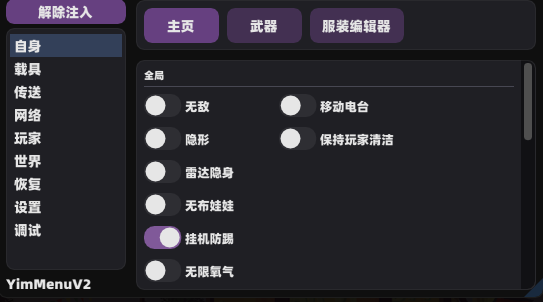 解除注入
自身
载具
传送
网络
玩家
世界
恢复
设置
调试
YimMenuV2
主页 武器 服装编辑器
全局
无敌 移动电台
隐形 保持玩家清洁
雷达隐身
无布娃娃
挂机防踢
无限氧气